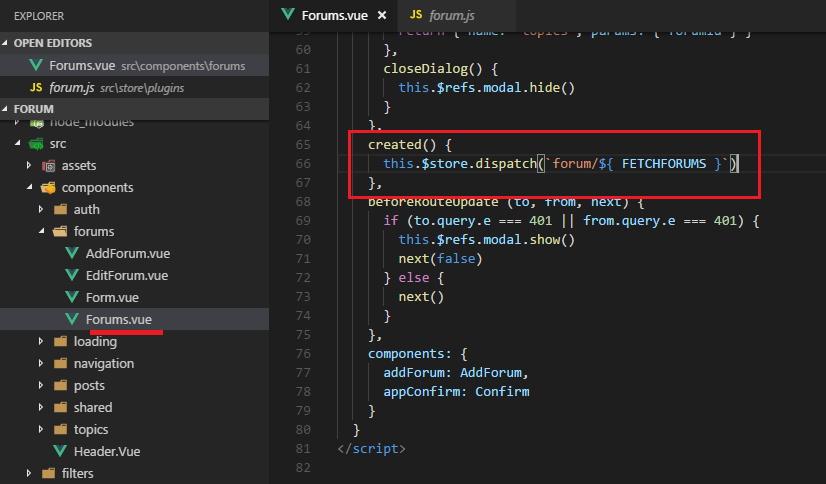 EXPLORER
OPEN EDITORS
Forums.vue src\components\forums
JS forum.js src\store\plugins
FORUM
node_modules
src
assets
components
auth
forums
AddForum.vue
EditForum.vue
Form.vue
Forums.vue
loading
navigation
posts
shared
topics
Header.Vue
filters
Forums.vue ×
JS forum.js
59 return { name: 'topics', params: { forumid } }
60 },
61 closeDialog() {
62 this.$refs.modal.hide()
63 }
64 },
65 created() {
66 this.$store.dispatch(`forum/${ FETCHFORUMS }`)
67 },
68 beforeRouteUpdate (to, from, next) {
69 if (to.query.e === 401 || from.query.e === 401) {
70 this.$refs.modal.show()
71 next(false)
72 } else {
73 next()
74 }
75 },
76 components: {
77 addForum: AddForum,
78 appConfirm: Confirm
79 }
80 }
81 </script>
82